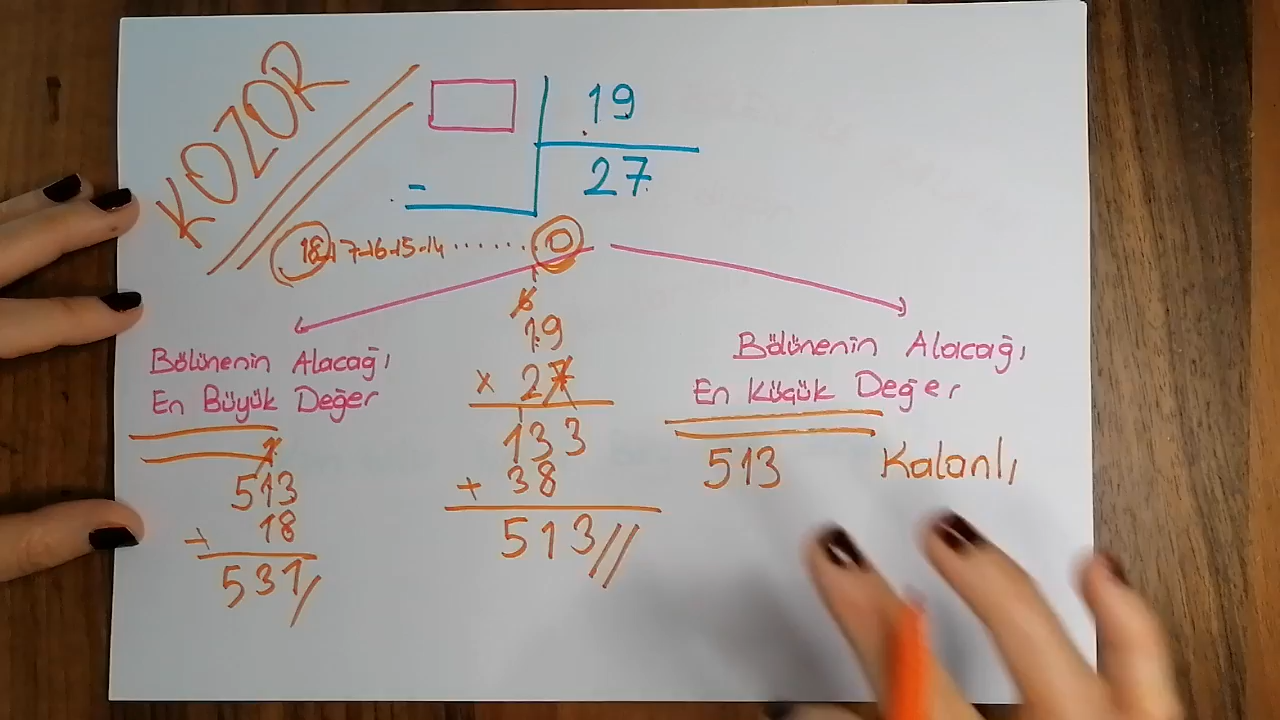 KOZOR
19
27
-
18-17-16-15-14........0
6
19
x 27
133
+ 38
513
Bölünenin Alacağı
En Büyük Değer
1
513
+ 18
531
Bölünenin Alacağı
En Küçük Değer
513 Kalanlı